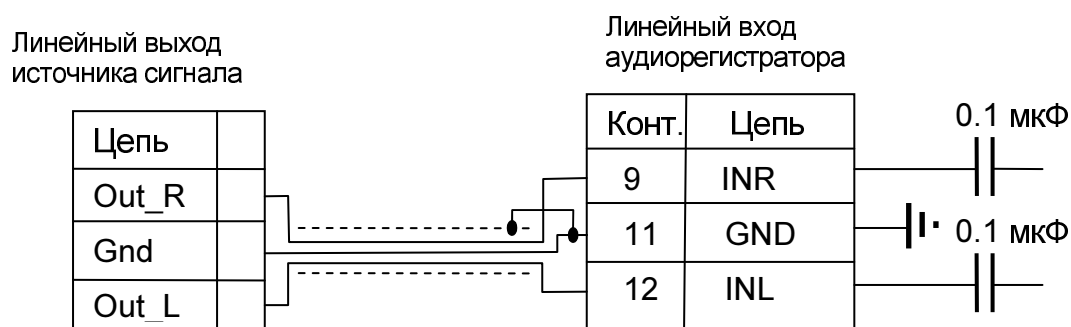 Линейный выход
источника сигнала
Линейный вход
аудиорегистратора
Цепь
Out_R
Gnd
Out_L
Конт. Цепь
9 INR
11 GND
12 INL
0.1 мкФ
0.1 мкФ